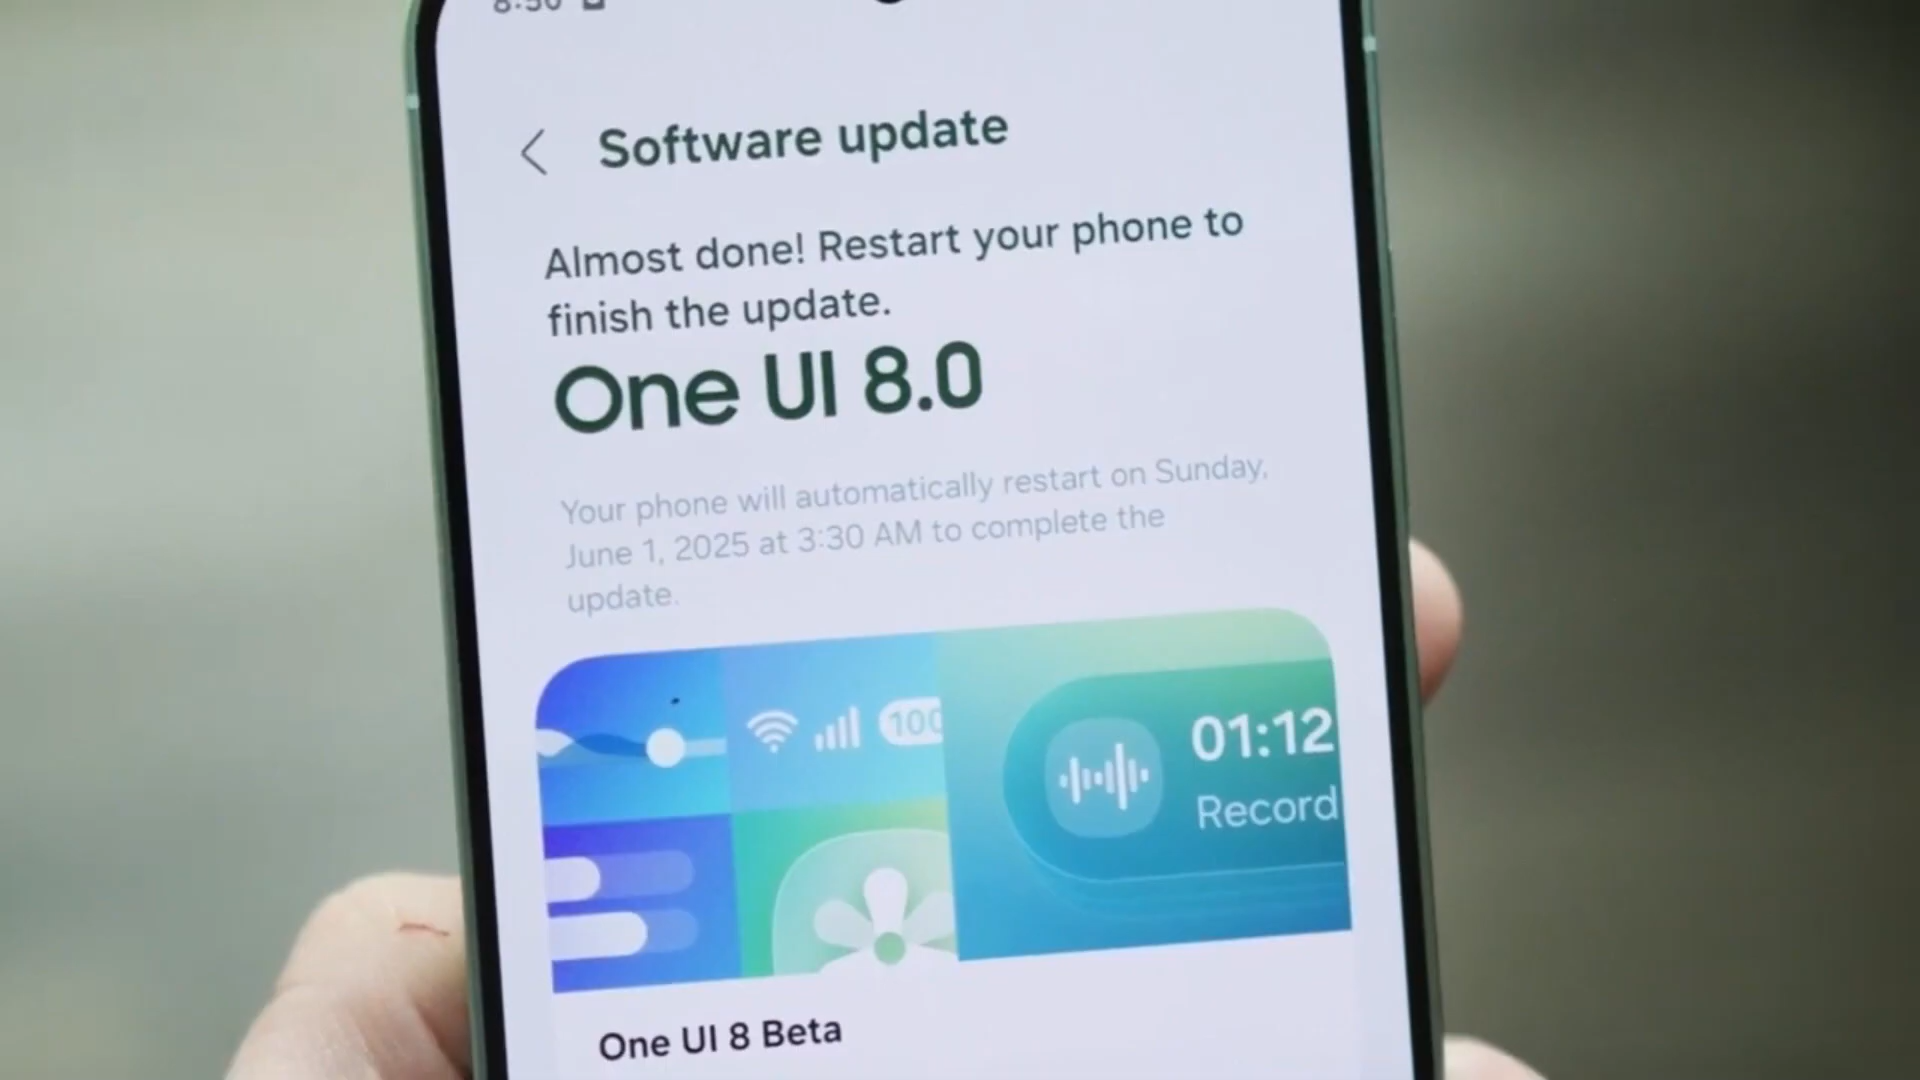 Software update
Almost done! Restart your phone to
finish the update.
One UI 8.0
Your phone will automatically restart on Sunday,
June 1, 2025 at 3:30 AM to complete the
update.
100
01:12
Record
One UI 8 Beta